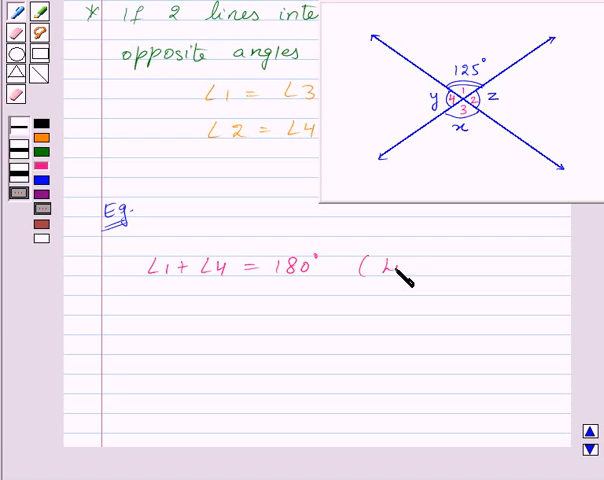 * If 2 lines inte
opposite angles
∠1 = ∠3
∠2 = ∠4
125°
y 4 1 2 z
3
x
Eg.
∠1 + ∠4 = 180° ( ∠